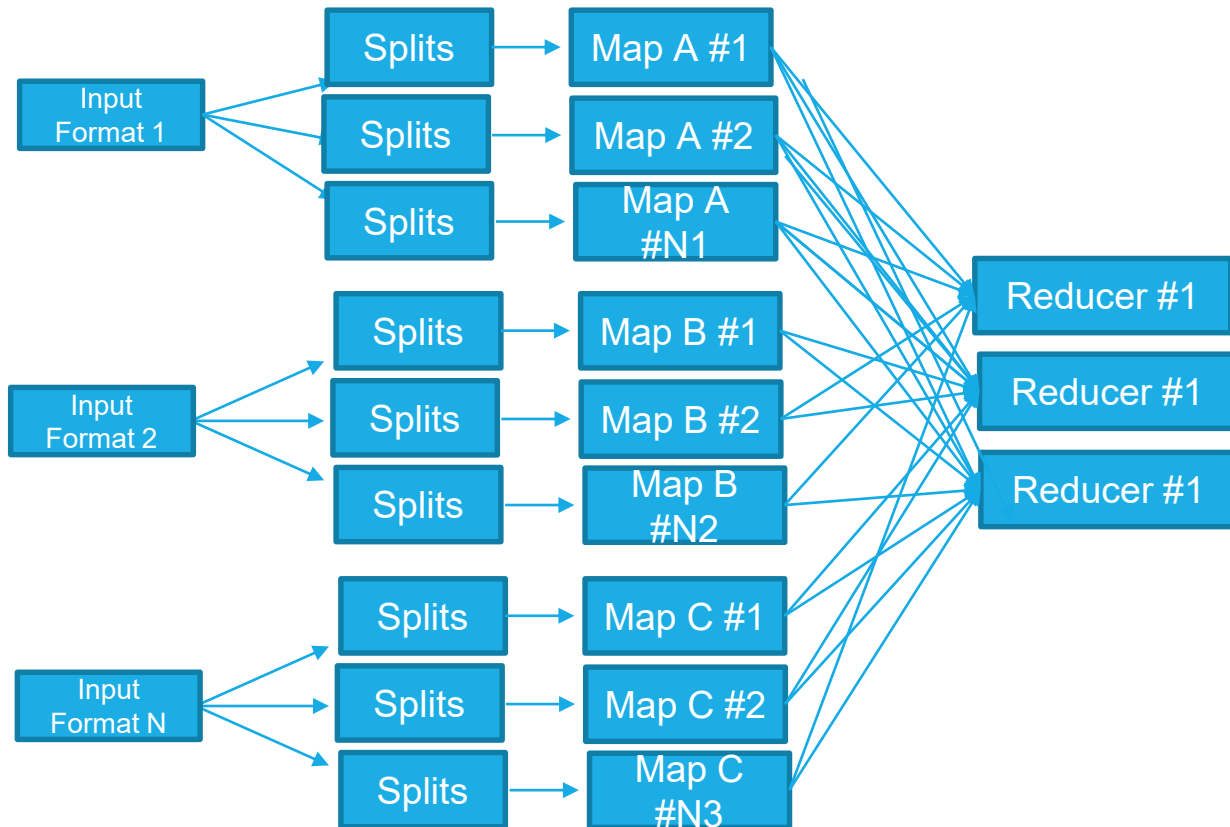 Input
Format 1
Splits
Map A #1
Splits
Map A #2
Splits
Map A
#N1
Input
Format 2
Splits
Map B #1
Splits
Map B #2
Splits
Map B
#N2
Input
Format N
Splits
Map C #1
Splits
Map C #2
Splits
Map C
#N3
Reducer #1
Reducer #1
Reducer #1